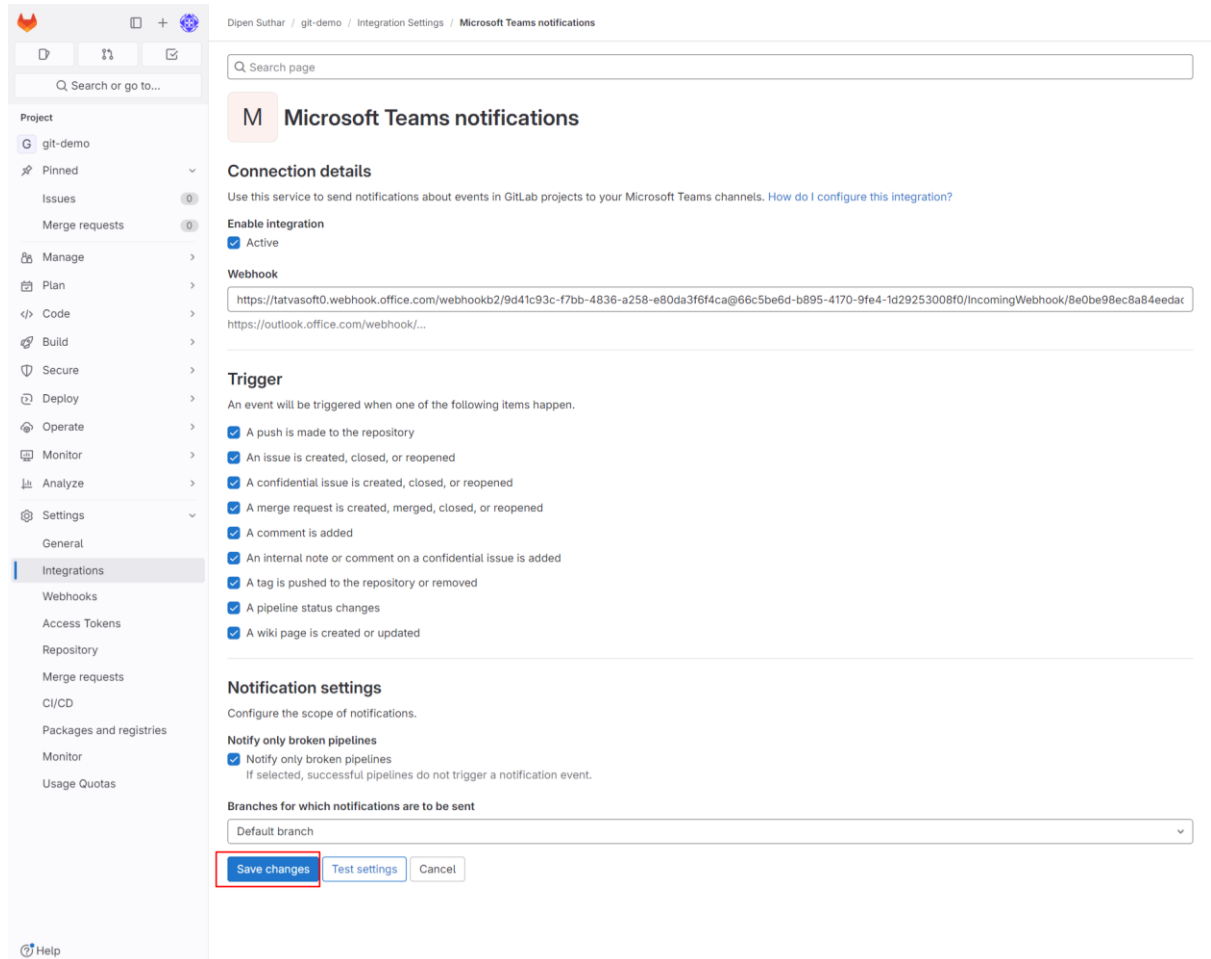 Dipen Suthar / git-demo / Integration Settings / Microsoft Teams notifications
Search or go to...
Project
G git-demo
Pinned
Issues 0
Merge requests 0
Manage
Plan
Code
Build
Secure
Deploy
Operate
Monitor
Analyze
Settings
General
Integrations
Webhooks
Access Tokens
Repository
Merge requests
CI/CD
Packages and registries
Monitor
Usage Quotas
Help
Search page
M Microsoft Teams notifications
Connection details
Use this service to send notifications about events in GitLab projects to your Microsoft Teams channels. How do I configure this integration?
Enable integration
Active
Webhook
https://tatvasoft0.webhook.office.com/webhookb2/9d41c93c-f7bb-4836-a258-e80da3f6f4ca@66c5be6d-b895-4170-9fe4-1d29253008f0/IncomingWebhook/8e0be98ec8a84eedac
https://outlook.office.com/webhook/...
Trigger
An event will be triggered when one of the following items happen.
A push is made to the repository
An issue is created, closed, or reopened
A confidential issue is created, closed, or reopened
A merge request is created, merged, closed, or reopened
A comment is added
An internal note or comment on a confidential issue is added
A tag is pushed to the repository or removed
A pipeline status changes
A wiki page is created or updated
Notification settings
Configure the scope of notifications.
Notify only broken pipelines
Notify only broken pipelines
If selected, successful pipelines do not trigger a notification event.
Branches for which notifications are to be sent
Default branch
Save changes Test settings Cancel